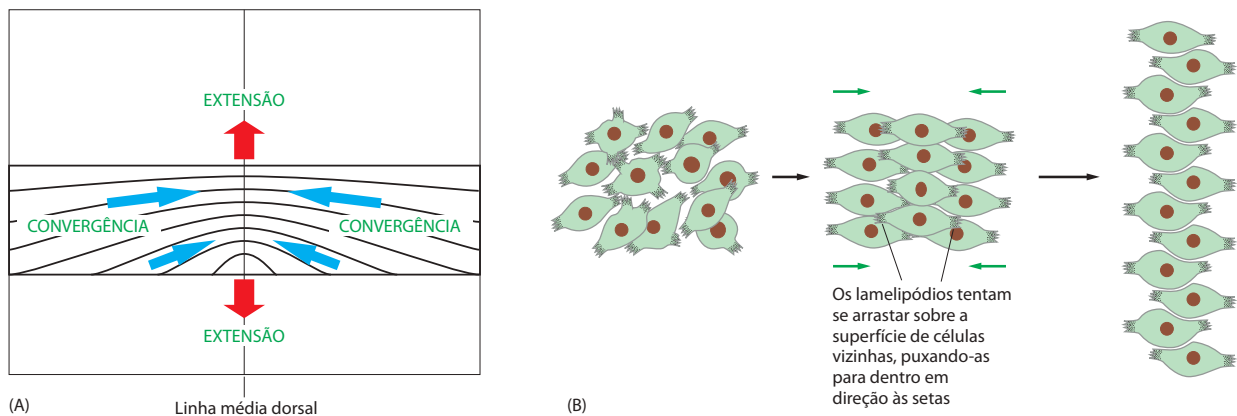 EXTENSÃO
CONVERGÊNCIA
CONVERGÊNCIA
EXTENSÃO
(A)
Linha média dorsal
Os lamelipódios tentam
se arrastar sobre a
superfície de células
vizinhas, puxando-as
para dentro em
direção às setas
(B)